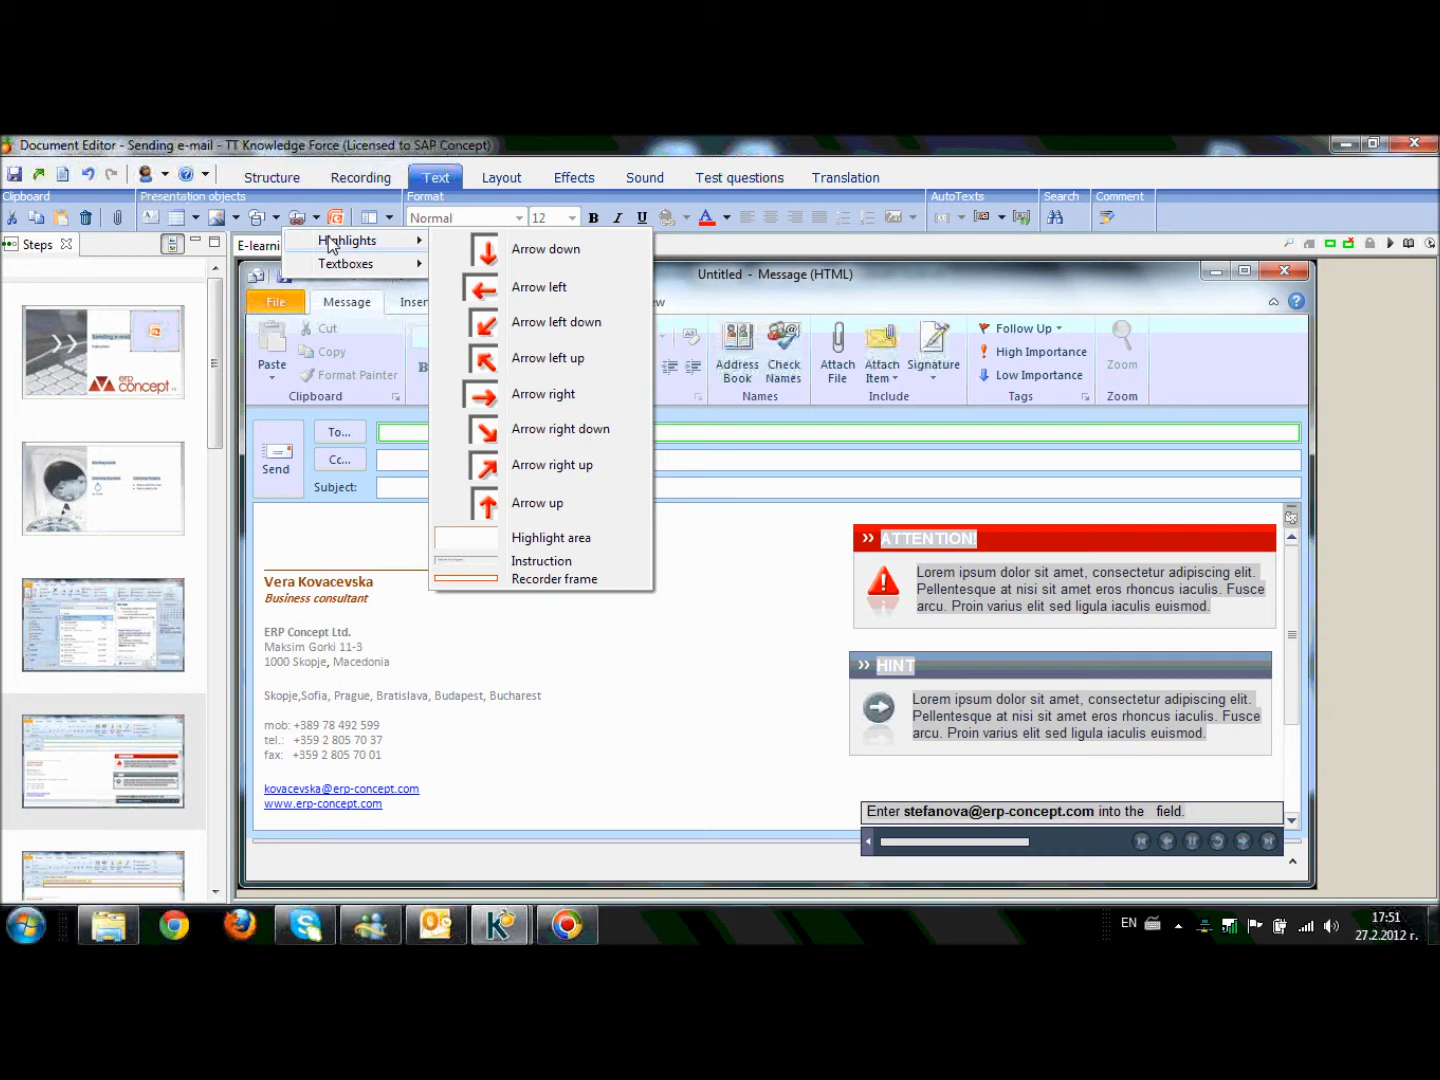 Document Editor - Sending e-mail - TT Knowledge Force (Licensed to SAP Concept)
Structure Recording Text Layout Effects Sound Test questions Translation
Clipboard Presentation objects Format AutoTexts Search Comment
Normal 12 B I U A
Steps E-learni
Highlights
Textboxes
Arrow down
Arrow left
Arrow left down
Arrow left up
Arrow right
Arrow right down
Arrow right up
Arrow up
Highlight area
Instruction
Recorder frame
Untitled - Message (HTML)
File Message Inser ew
Paste
Cut
Copy
Format Painter
Clipboard
B
Address Book
Check Names
Names
Attach File
Attach Item
Signature
Include
Follow Up
High Importance
Low Importance
Tags
Zoom
Zoom
Send
To...
Cc...
Subject:
Vera Kovacevska
Business consultant
ERP Concept Ltd.
Maksim Gorki 11-3
1000 Skopje, Macedonia
Skopje,Sofia, Prague, Bratislava, Budapest, Bucharest
mob: +389 78 492 599
tel.: +359 2 805 70 37
fax: +359 2 805 70 01
kovacevska@erp-concept.com
www.erp-concept.com
›› ATTENTION!
Lorem ipsum dolor sit amet, consectetur adipiscing elit.
Pellentesque at nisi sit amet eros rhoncus iaculis. Fusce
arcu. Proin varius elit sed ligula iaculis euismod.
›› HINT
Lorem ipsum dolor sit amet, consectetur adipiscing elit.
Pellentesque at nisi sit amet eros rhoncus iaculis. Fusce
arcu. Proin varius elit sed ligula iaculis euismod.
Enter stefanova@erp-concept.com into the field.
Sending e-mail
erp concept
EN
17:51
27.2.2012 г.